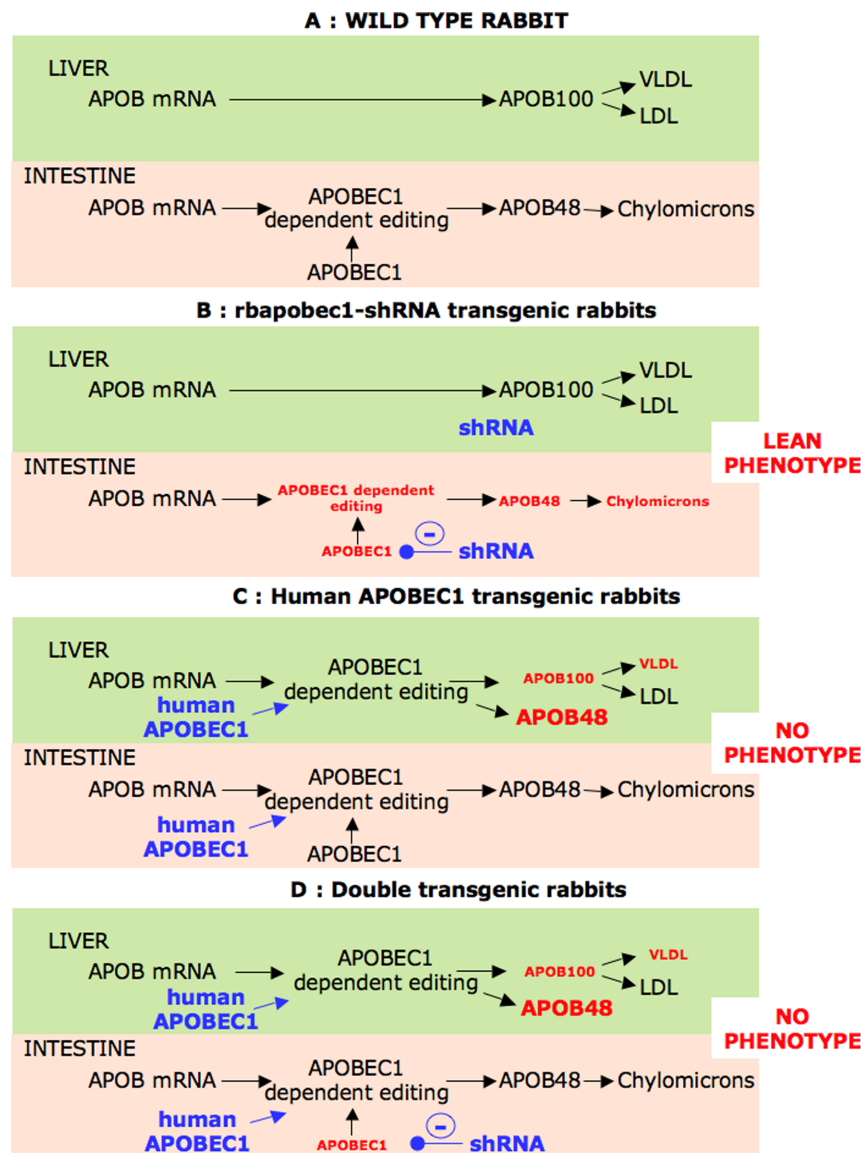 A : WILD TYPE RABBIT
LIVER
APOB mRNA
APOB100
VLDL
LDL
INTESTINE
APOB mRNA
APOBEC1
dependent editing
APOB48
Chylomicrons
APOBEC1
B : rbapobec1-shRNA transgenic rabbits
LIVER
APOB mRNA
APOB100
VLDL
LDL
shRNA
LEAN
PHENOTYPE
INTESTINE
APOB mRNA
APOBEC1 dependent
editing
APOB48
Chylomicrons
APOBEC1
-
shRNA
C : Human APOBEC1 transgenic rabbits
LIVER
APOB mRNA
human
APOBEC1
APOBEC1
dependent editing
APOB100
VLDL
LDL
APOB48
NO
PHENOTYPE
INTESTINE
APOB mRNA
human
APOBEC1
APOBEC1
dependent editing
APOB48
Chylomicrons
APOBEC1
D : Double transgenic rabbits
LIVER
APOB mRNA
human
APOBEC1
APOBEC1
dependent editing
APOB100
VLDL
LDL
APOB48
NO
PHENOTYPE
INTESTINE
APOB mRNA
human
APOBEC1
APOBEC1
dependent editing
APOB48
Chylomicrons
APOBEC1
-
shRNA